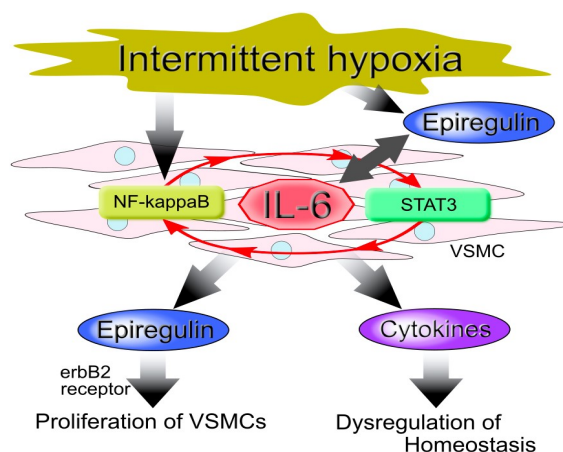 Intermittent hypoxia
Epiregulin
NF-kappaB
IL-6
STAT3
VSMC
Epiregulin
Cytokines
erbB2
receptor
Proliferation of VSMCs
Dysregulation of
Homeostasis